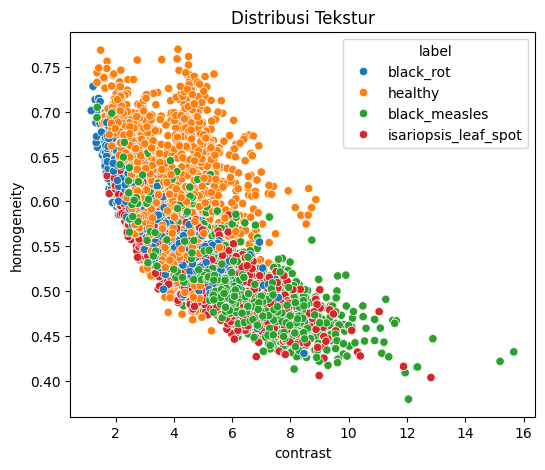 Distribusi Tekstur
label
black_rot
healthy
black_measles
isariopsis_leaf_spot
homogeneity
0.75
0.70
0.65
0.60
0.55
0.50
0.45
0.40
2 4 6 8 10 12 14 16
contrast